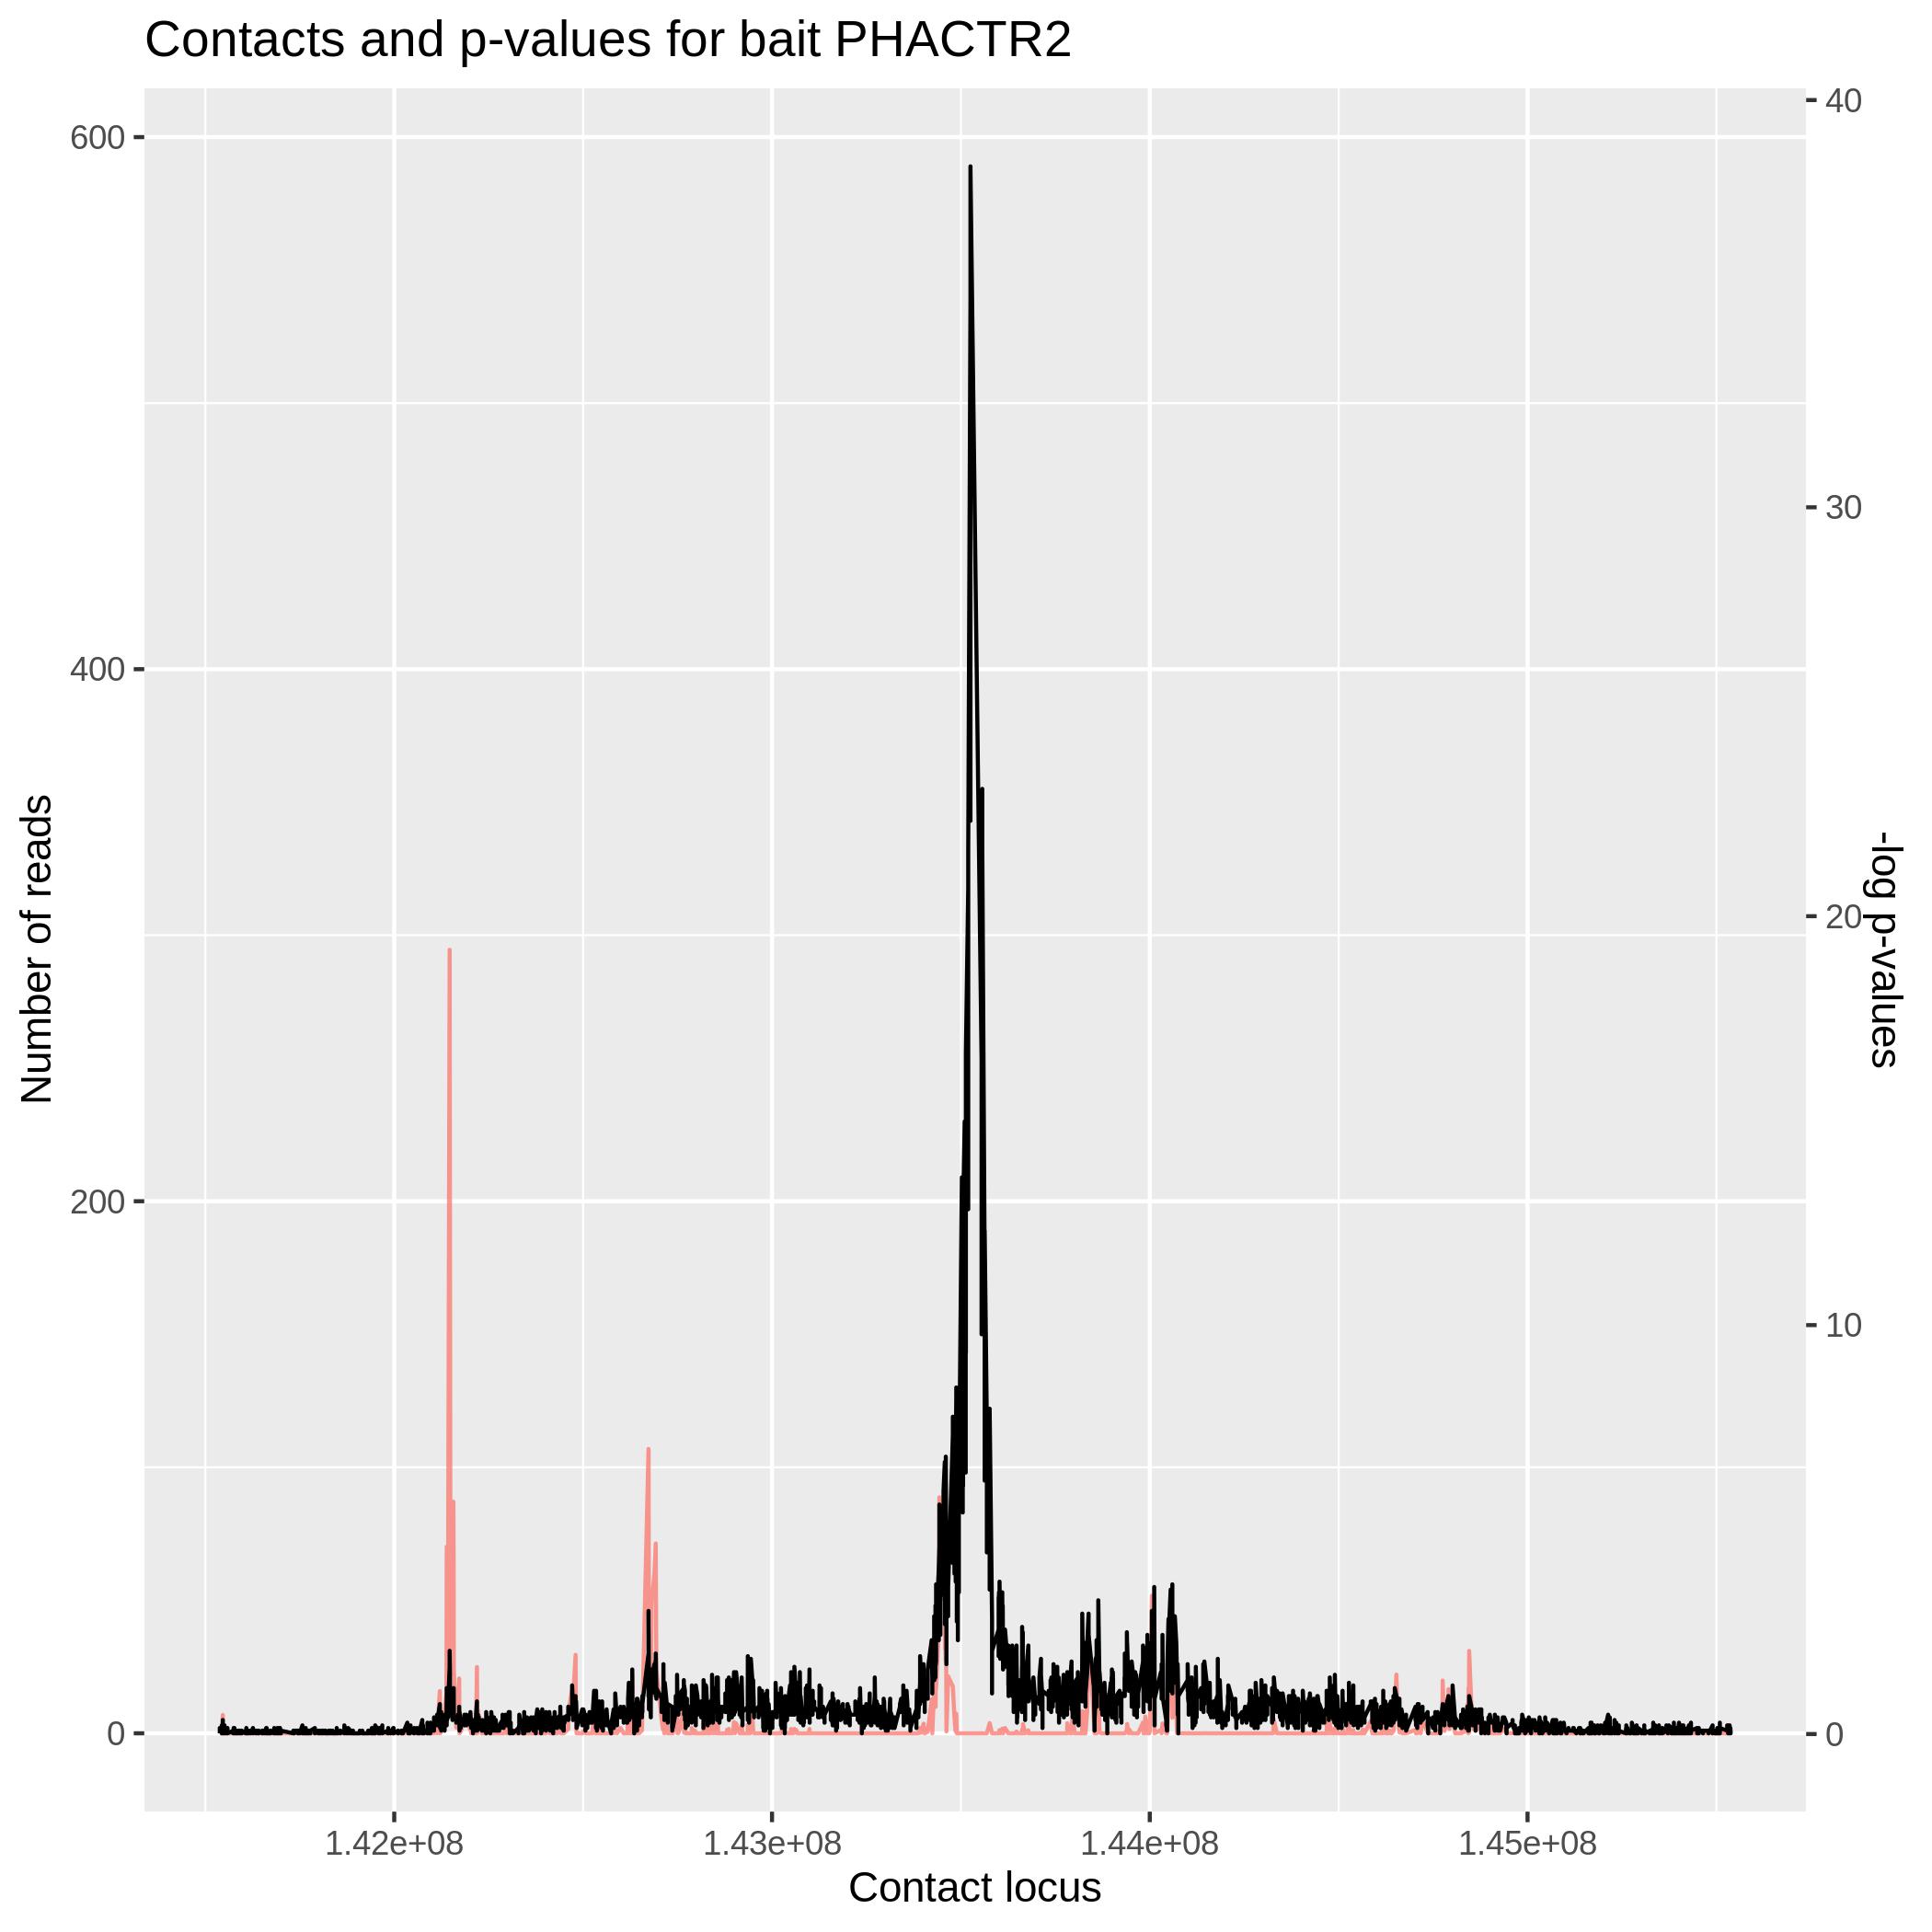 Contacts and p-values for bait PHACTR2
600
400
200
0
Number of reads
40
30
20
10
0
-log p-values
1.42e+08
1.43e+08
1.44e+08
1.45e+08
Contact locus